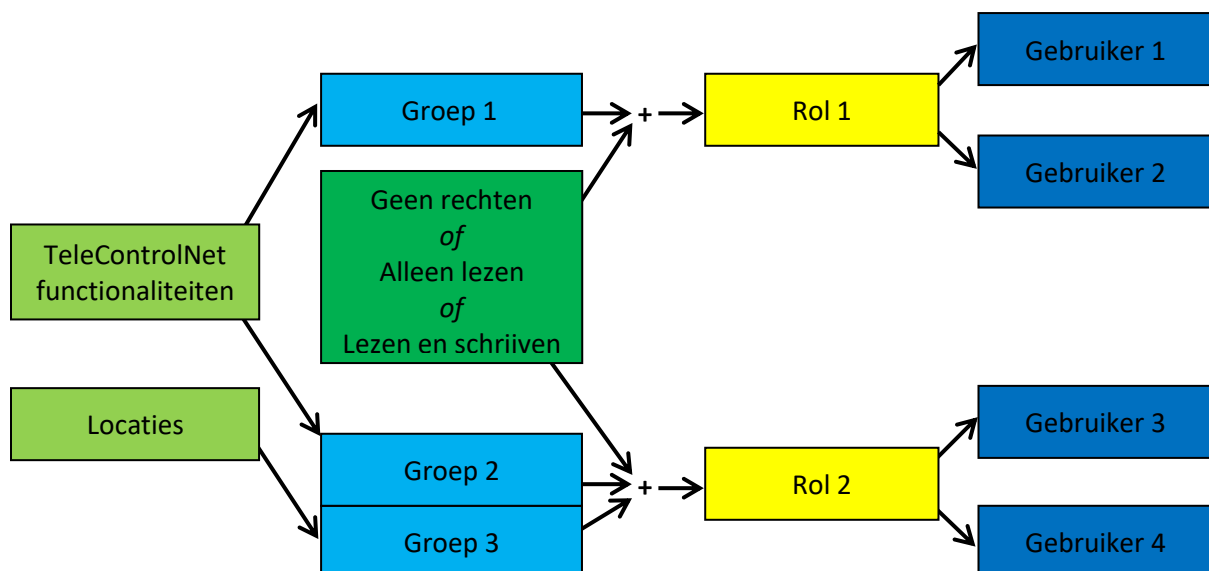 Gebruiker 1
Groep 1
+
Rol 1
Gebruiker 2
Geen rechten
of
Alleen lezen
of
Lezen en schriiven
TeleControlNet
functionaliteiten
Locaties
Gebruiker 3
Groep 2
+
Rol 2
Groep 3
Gebruiker 4